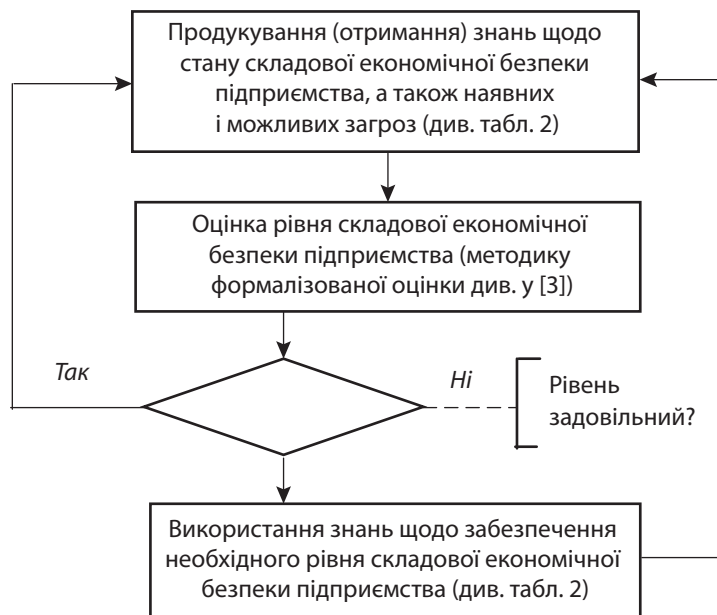 Продукування (отримання) знань щодо
стану складової економічної безпеки
підприємства, а також наявних
і можливих загроз (див. табл. 2)
Оцінка рівня складової економічної
безпеки підприємства (методику
формалізованої оцінки див. у [3])
Так
Ні
Рівень
задовільний?
Використання знань щодо забезпечення
необхідного рівня складової економічної
безпеки підприємства (див. табл. 2)